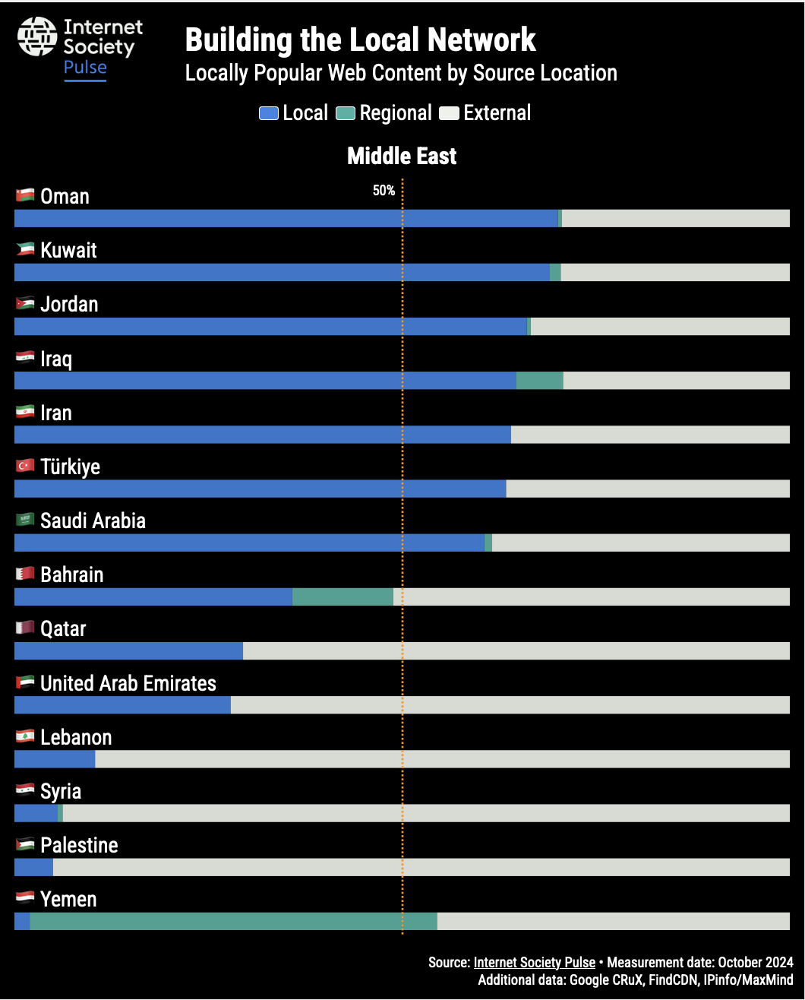 Internet
Society
Pulse
Building the Local Network
Locally Popular Web Content by Source Location
Local Regional External
Middle East
50%
Oman
Kuwait
Jordan
Iraq
Iran
Türkiye
Saudi Arabia
Bahrain
Qatar
United Arab Emirates
Lebanon
Syria
Palestine
Yemen
Source: Internet Society Pulse • Measurement date: October 2024
Additional data: Google CRuX, FindCDN, IPinfo/MaxMind